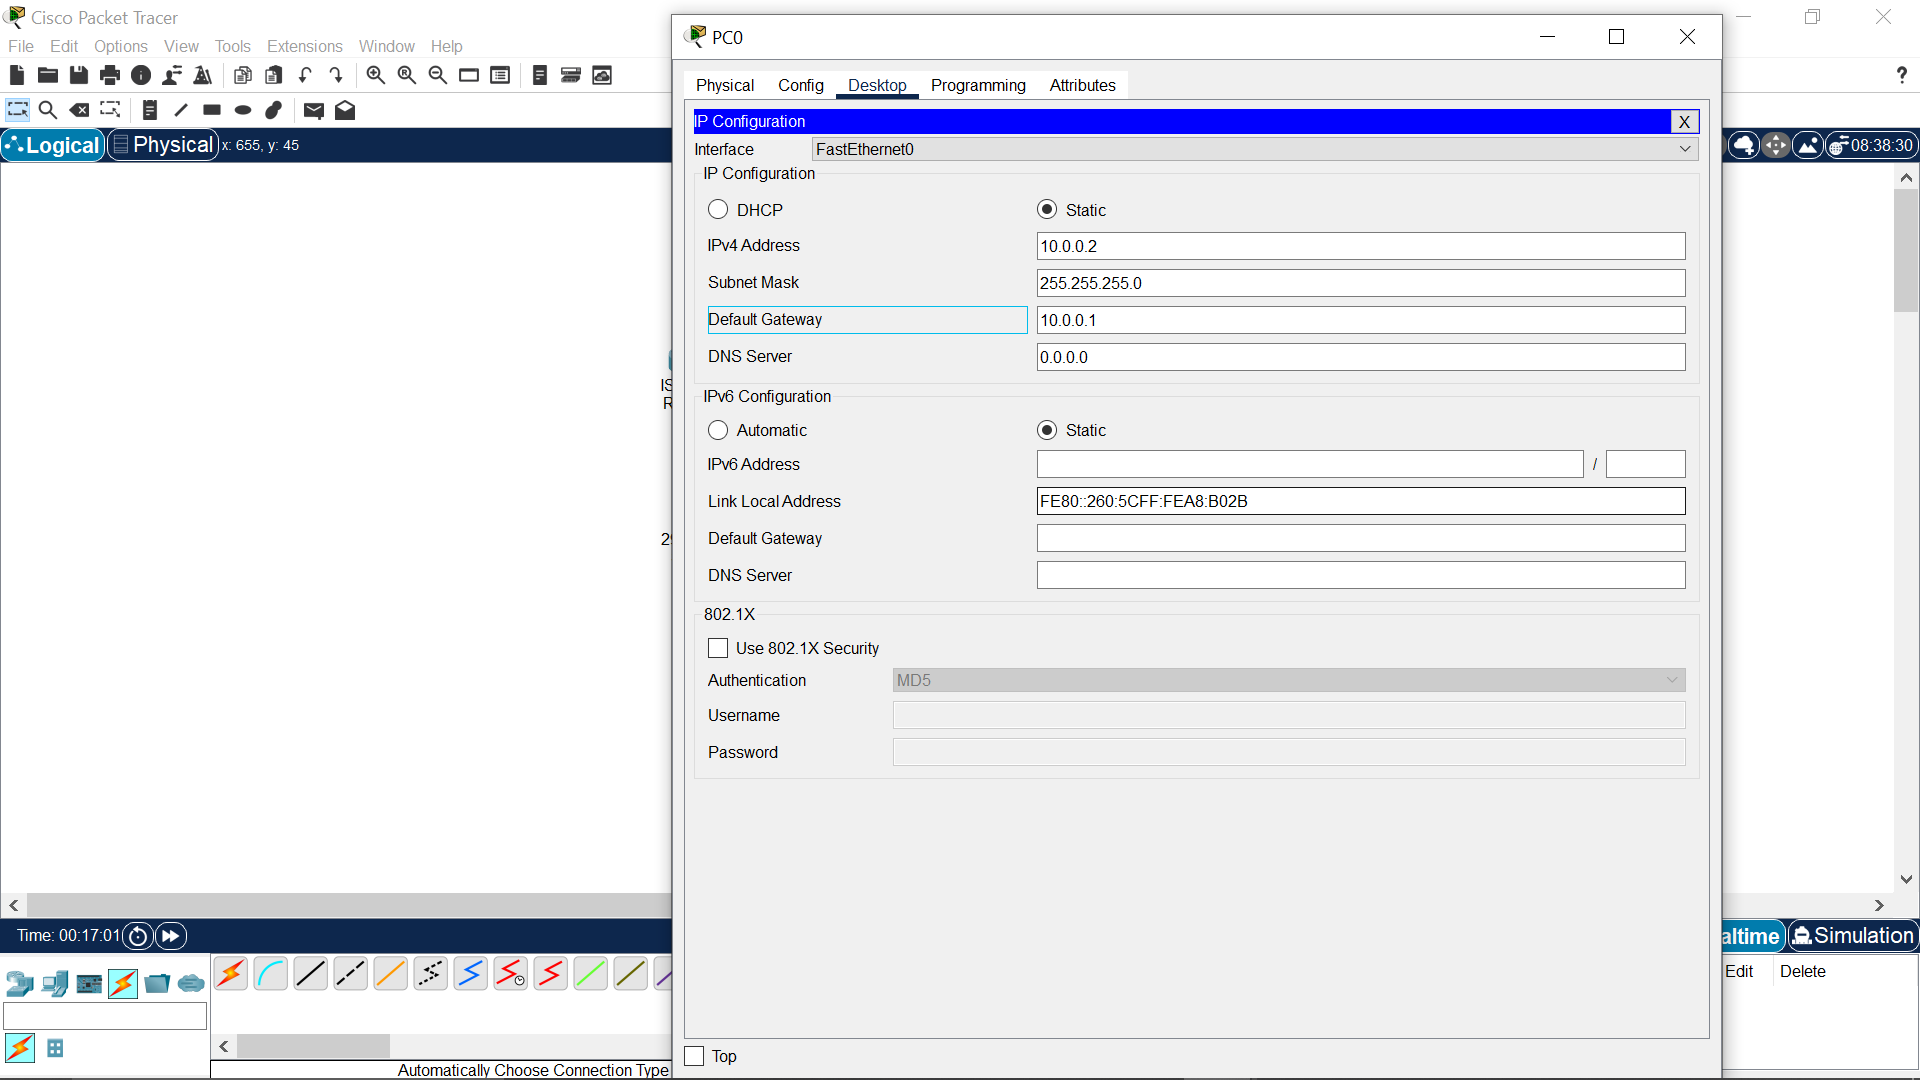 Cisco Packet Tracer
File Edit Options View Tools Extensions Window Help
?
Logical Physical x: 655, y: 45
08:38:30
PC0
Physical Config Desktop Programming Attributes
IP Configuration X
Interface FastEthernet0
IP Configuration
DHCP Static
IPv4 Address 10.0.0.2
Subnet Mask 255.255.255.0
Default Gateway 10.0.0.1
DNS Server 0.0.0.0
IPv6 Configuration
Automatic Static
IPv6 Address /
Link Local Address FE80::260:5CFF:FEA8:B02B
Default Gateway
DNS Server
802.1X
Use 802.1X Security
Authentication MD5
Username
Password
Top
IS
R
29
Time: 00:17:01
altime Simulation
Edit Delete
Automatically Choose Connection Type